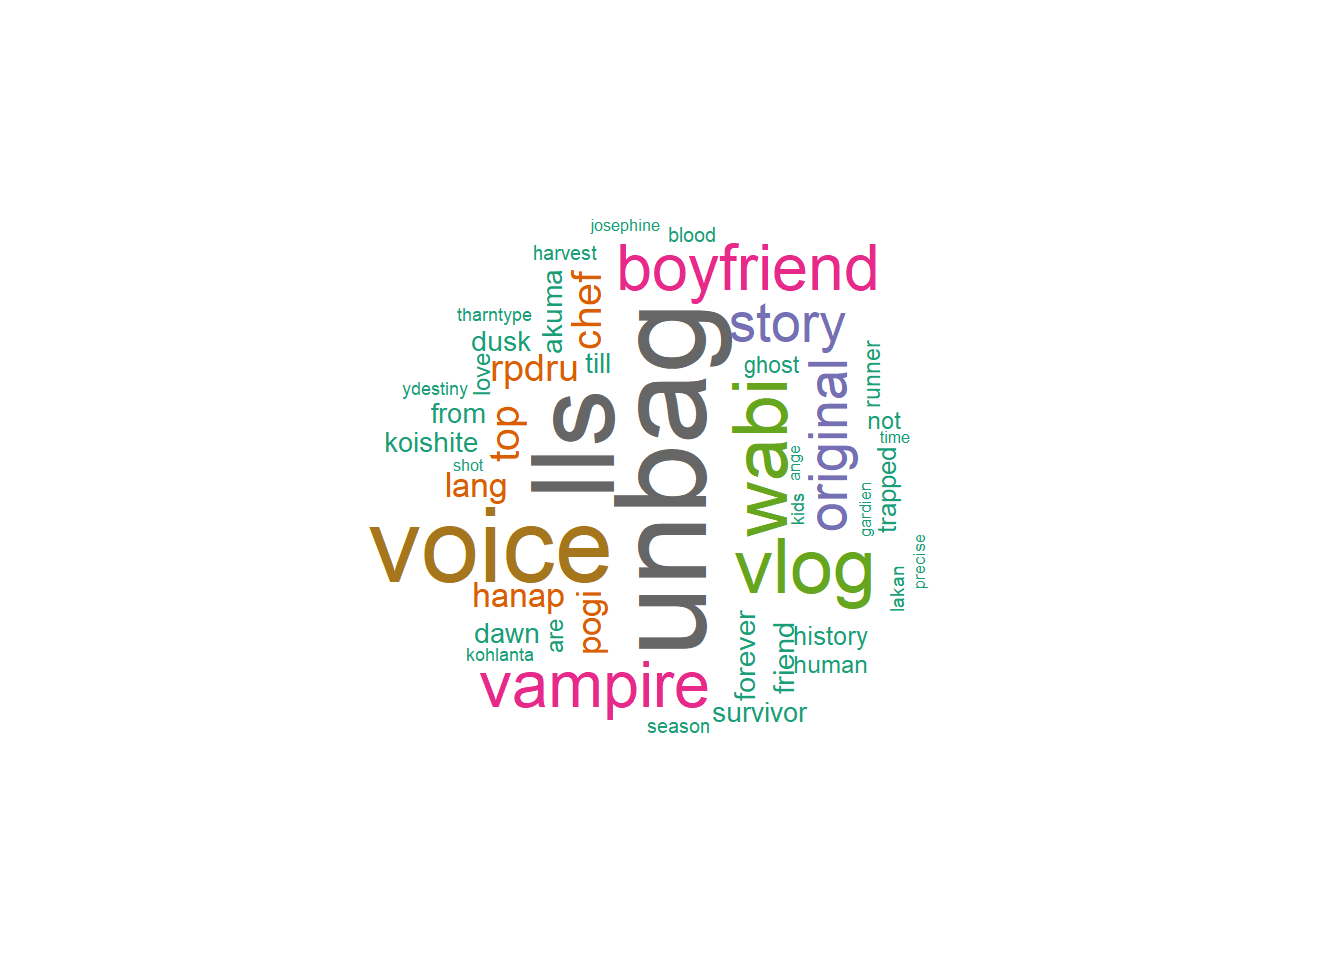 josephine
blood
harvest
boyfriend
akuma
chef
tharntype
story
dusk
unbag
rpdru
till
ghost
love
runner
ydestiny
lls
wabi
original
from
top
not
koishite
time
shot
ange
lang
kids
gardien
trapped
voice
vlog
precise
hanap
pogi
lakan
dawn
are
forever
friend
history
kohlanta
human
vampire
survivor
season